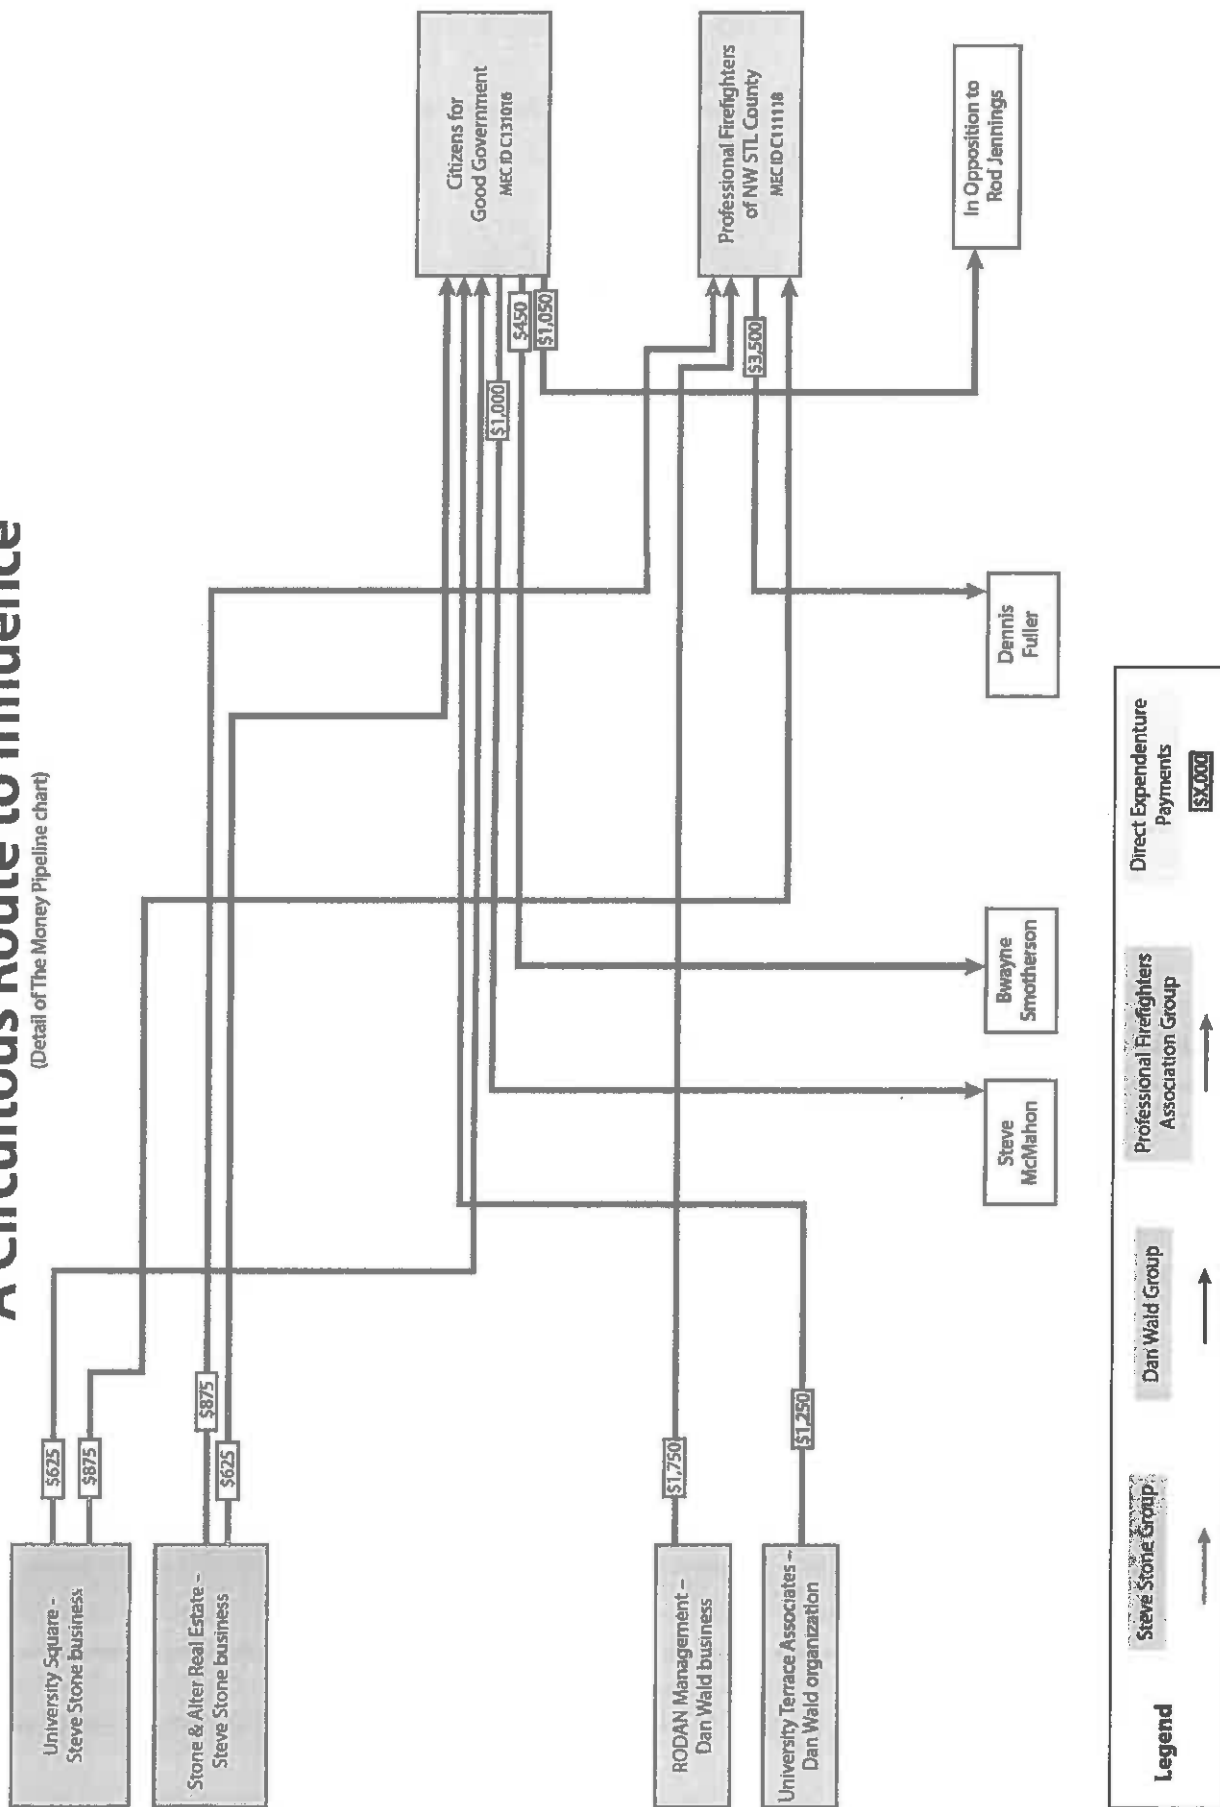 A Circuitous Route to Influence
(Detail of The Money Pipeline chart)
University Square -
Steve Stone business
$625
$875
Stone & Alter Real Estate -
Steve Stone business
$875
$625
RODAN Management -
Dan Wald business
$1,750
University Terrace Associates -
Dan Wald organization
$1,250
Citizens for
Good Government
MEC ID C131016
$1,000
$450
$1,050
Professional Firefighters
of NW STL County
MEC ID C111118
$3,500
In Opposition to
Rod Jennings
Steve
McMahon
Bwayne
Smotherson
Dennis
Fuller
Legend
Steve Stone Group
Dan Wald Group
Professional Firefighters
Association Group
Direct Expendenture
Payments
$X,000